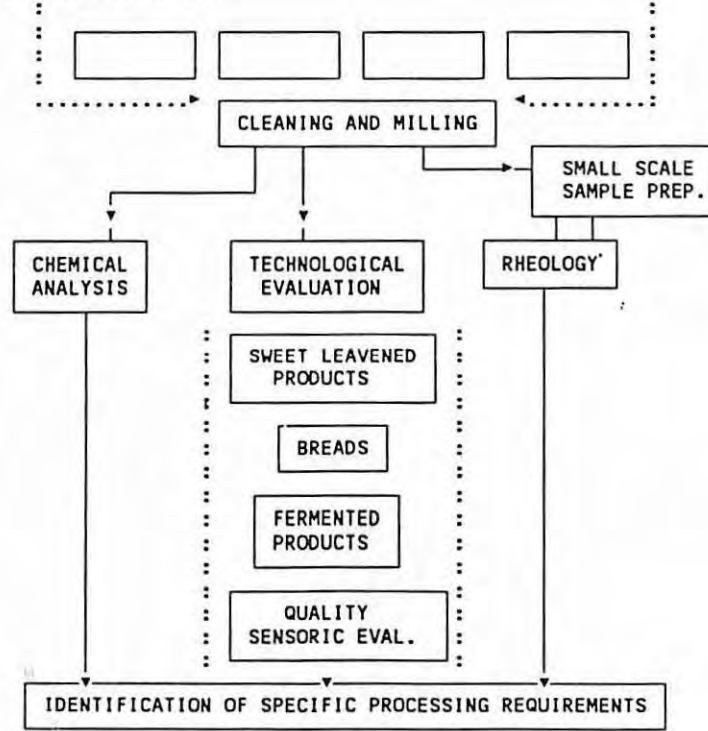 CLEANING AND MILLING
SMALL SCALE
SAMPLE PREP.
CHEMICAL
ANALYSIS
TECHNOLOGICAL
EVALUATION
RHEOLOGY
SWEET LEAVENED
PRODUCTS
BREADS
FERMENTED
PRODUCTS
QUALITY
SENSORIC EVAL.
IDENTIFICATION OF SPECIFIC PROCESSING REQUIREMENTS